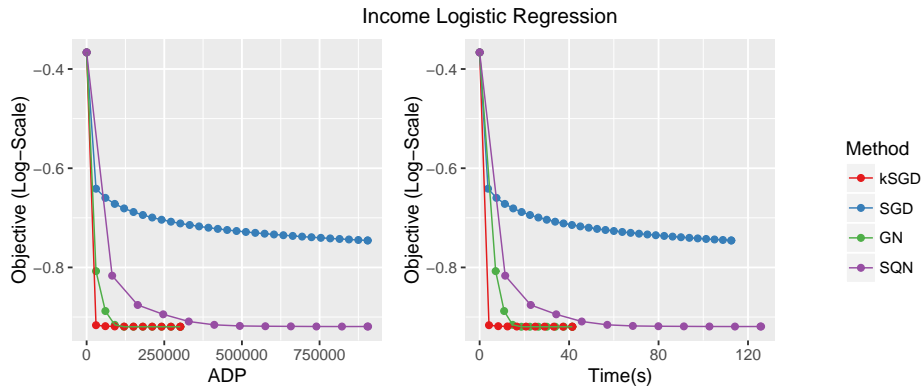 Income Logistic Regression
Objective (Log−Scale)
−0.4
−0.6
−0.8
0
250000
500000
750000
ADP
Objective (Log−Scale)
−0.4
−0.6
−0.8
0
40
80
120
Time(s)
Method
kSGD
SGD
GN
SQN